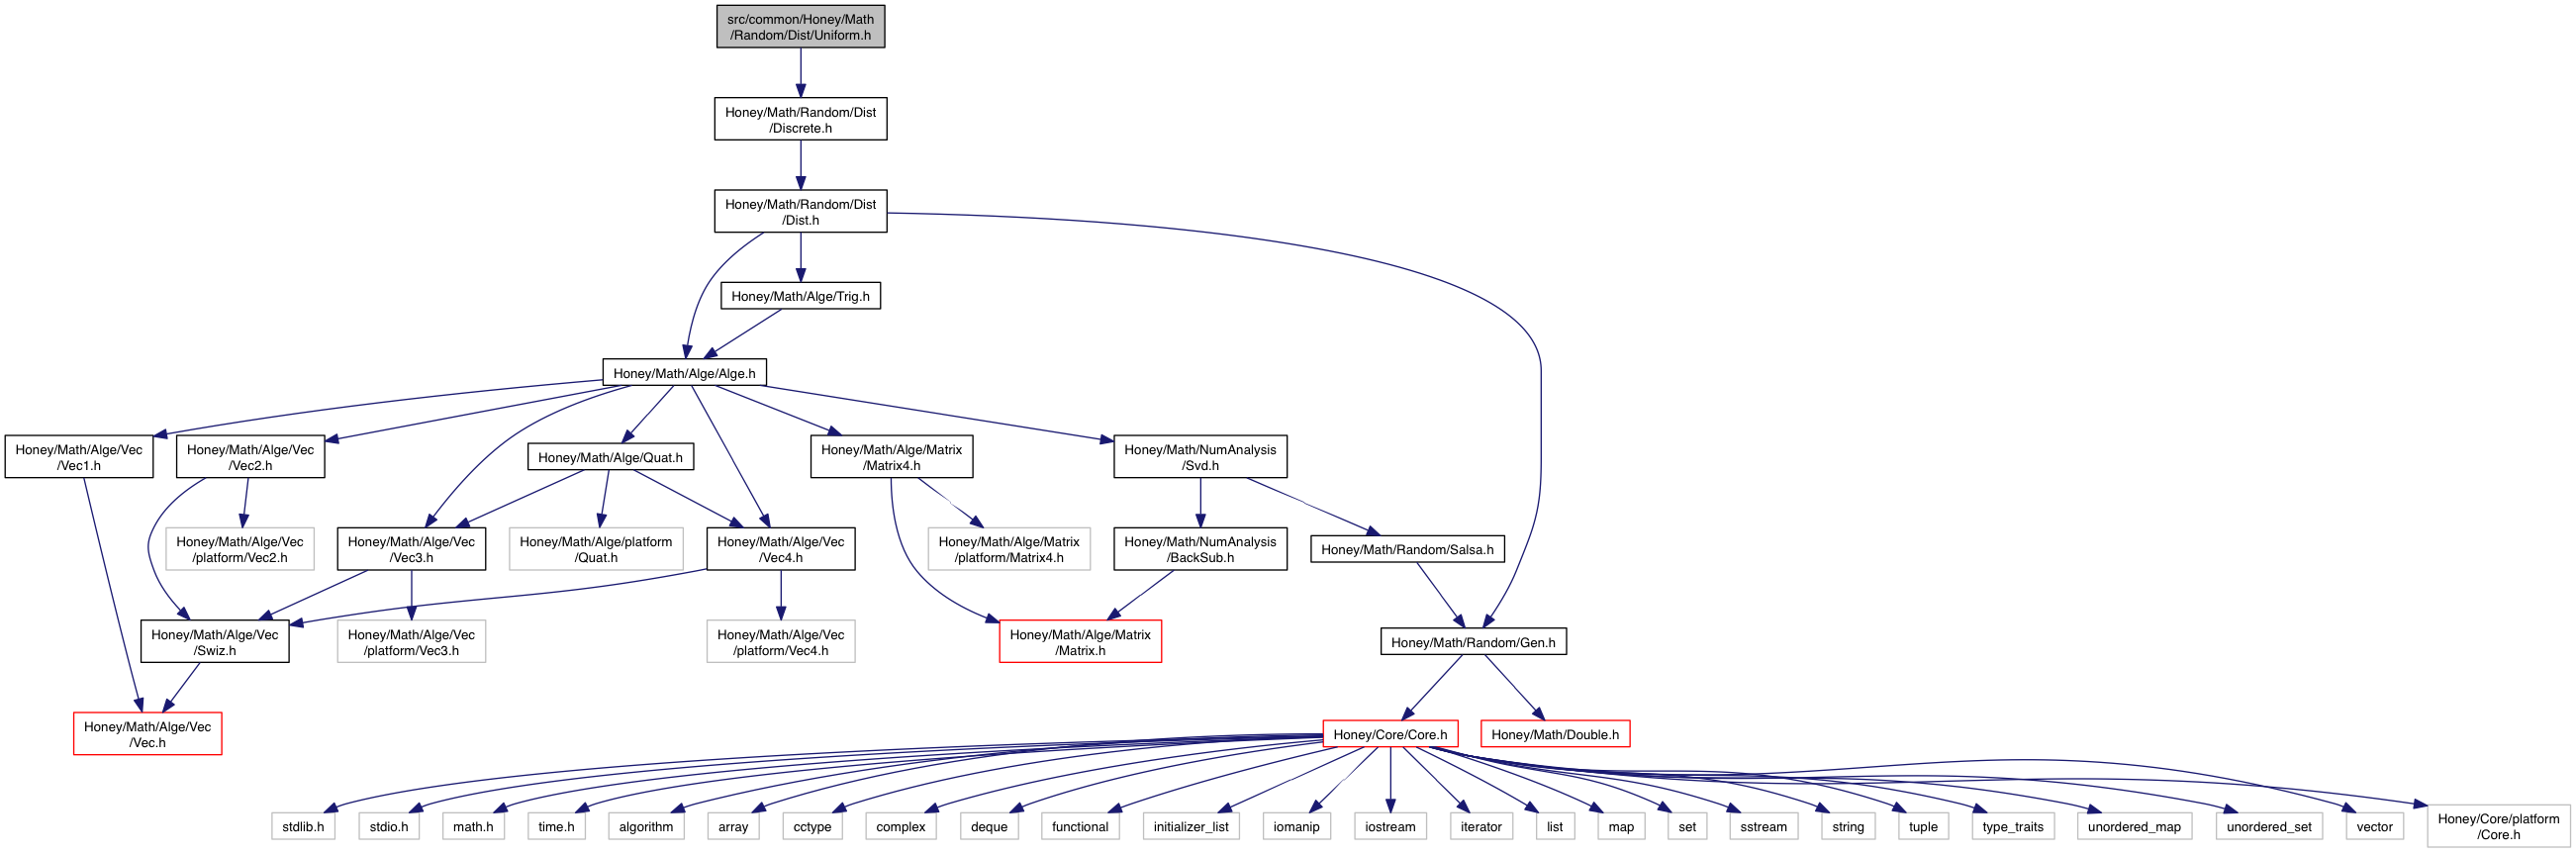 src/common/Honey/Math
/Random/Dist/Uniform.h
Honey/Math/Random/Dist
/Discrete.h
Honey/Math/Random/Dist
/Dist.h
Honey/Math/Alge/Trig.h
Honey/Math/Alge/Alge.h
Honey/Math/Alge/Vec
/Vec1.h
Honey/Math/Alge/Vec
/Vec2.h
Honey/Math/Alge/Quat.h
Honey/Math/Alge/Matrix
/Matrix4.h
Honey/Math/NumAnalysis
/Svd.h
Honey/Math/Alge/Vec
/platform/Vec2.h
Honey/Math/Alge/Vec
/Vec3.h
Honey/Math/Alge/platform
/Quat.h
Honey/Math/Alge/Vec
/Vec4.h
Honey/Math/Alge/Matrix
/platform/Matrix4.h
Honey/Math/NumAnalysis
/BackSub.h
Honey/Math/Random/Salsa.h
Honey/Math/Alge/Vec
/Swiz.h
Honey/Math/Alge/Vec
/platform/Vec3.h
Honey/Math/Alge/Vec
/platform/Vec4.h
Honey/Math/Alge/Matrix
/Matrix.h
Honey/Math/Random/Gen.h
Honey/Math/Alge/Vec
/Vec.h
Honey/Core/Core.h
Honey/Math/Double.h
stdlib.h
stdio.h
math.h
time.h
algorithm
array
cctype
complex
deque
functional
initializer_list
iomanip
iostream
iterator
list
map
set
sstream
string
tuple
type_traits
unordered_map
unordered_set
vector
Honey/Core/platform
/Core.h